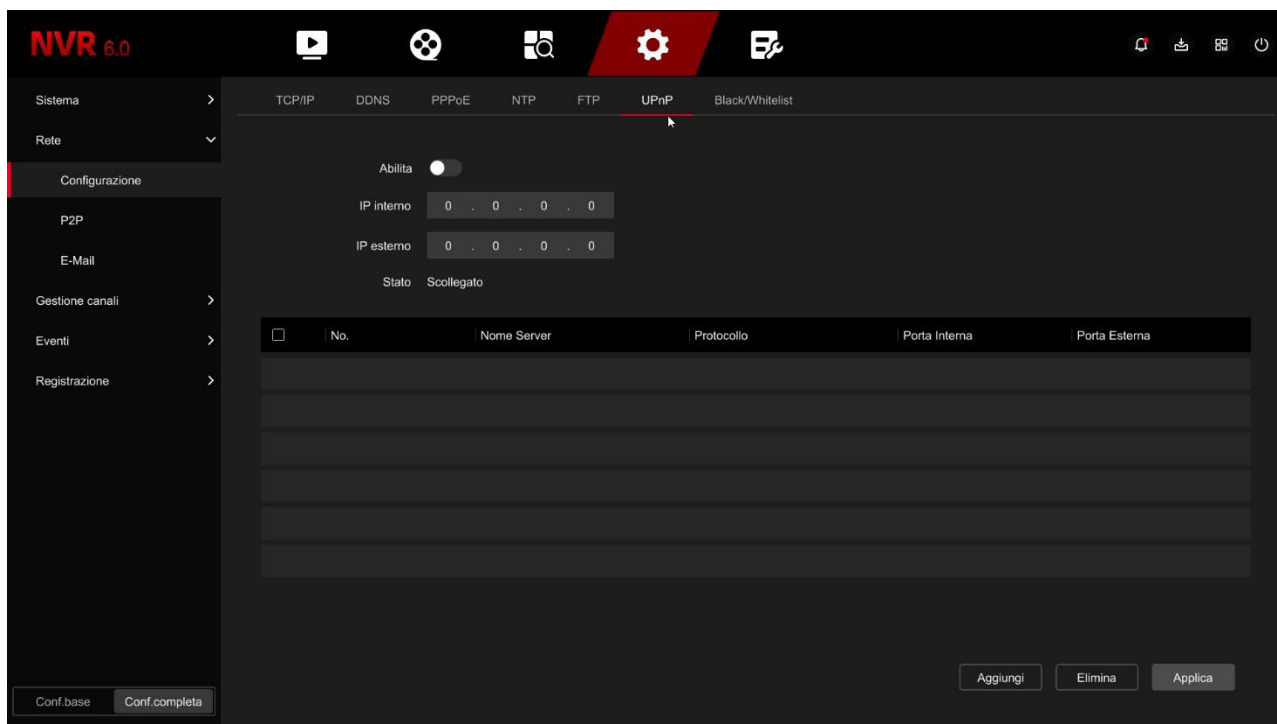 NVR 6.0
Sistema
Rete
Configurazione
P2P
E-Mail
Gestione canali
Eventi
Registrazione
Conf.base Conf.completa
TCP/IP DDNS PPPoE NTP FTP UPnP Black/Whitelist
Abilita
IP interno 0 . 0 . 0 . 0
IP esterno 0 . 0 . 0 . 0
Stato Scollegato
No. Nome Server Protocollo Porta Interna Porta Esterna
Aggiungi Elimina Applica